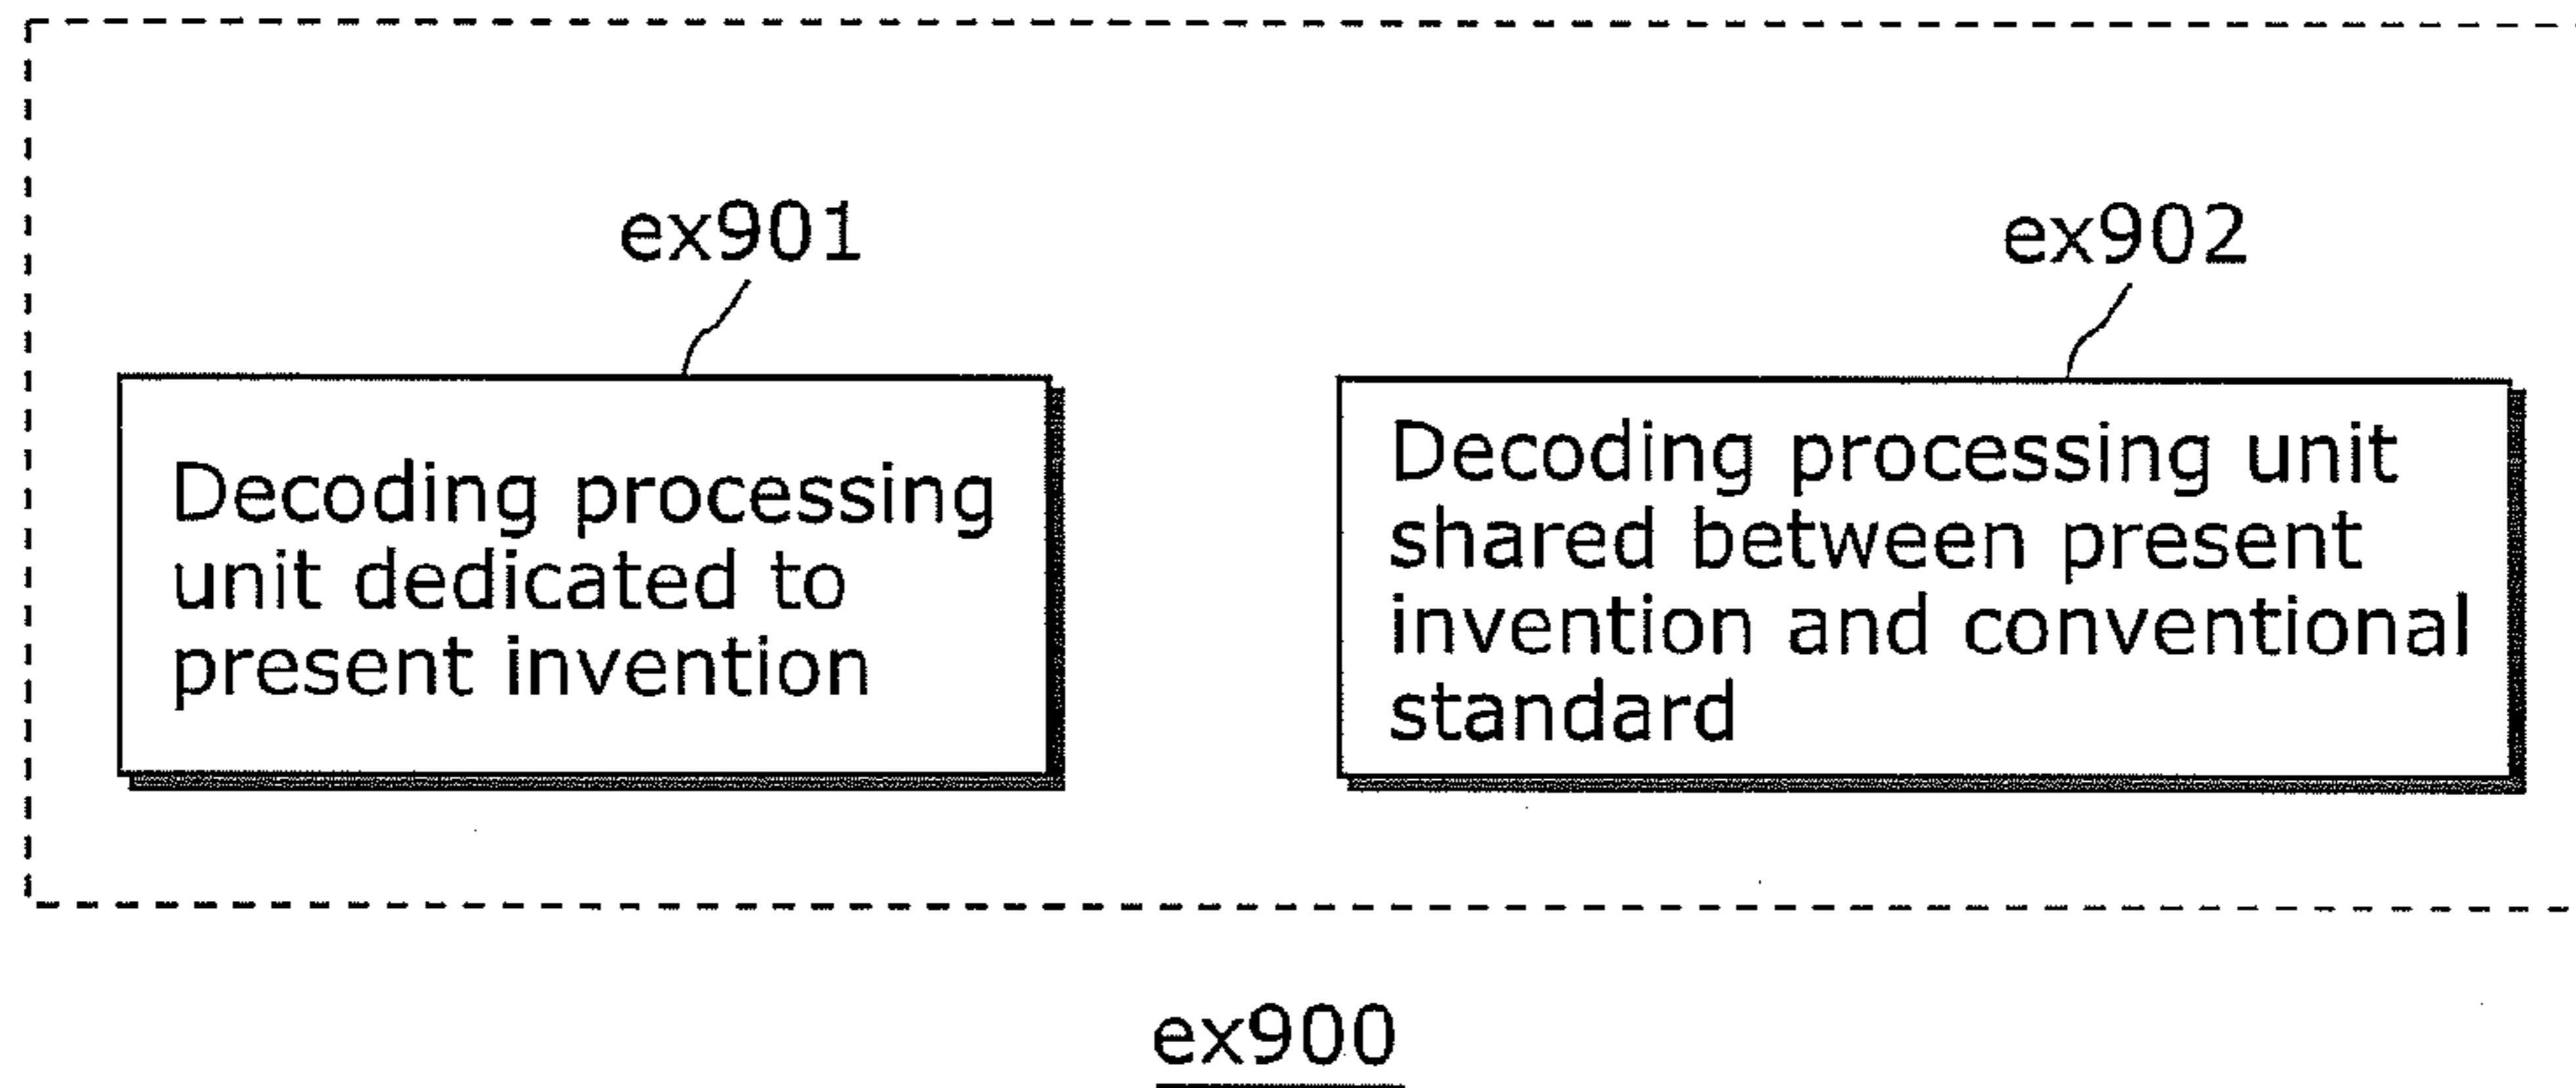 ex901
Decoding processing
unit dedicated to
present invention
ex902
Decoding processing unit
shared between present
invention and conventional
standard
ex900